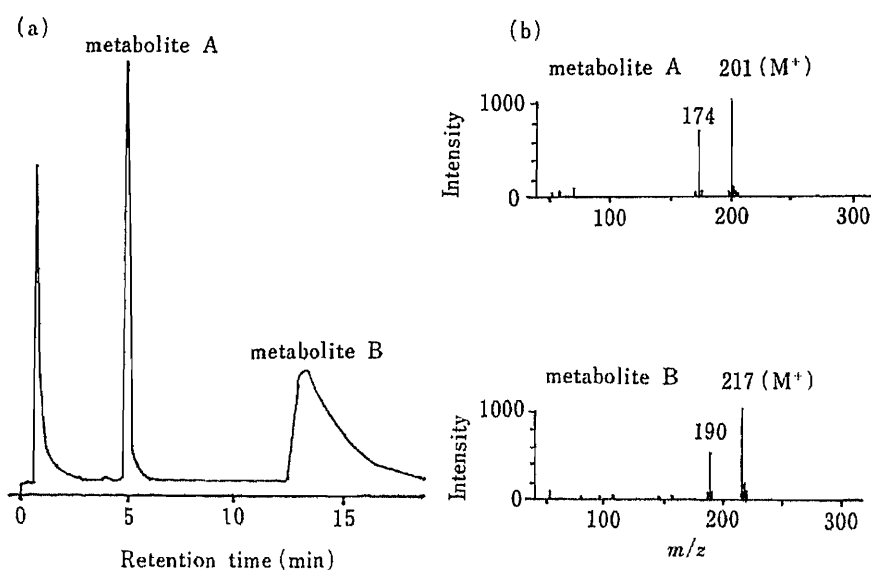 (a)
metabolite A
metabolite B
0 5 10 15
Retention time (min)
(b)
metabolite A 201 (M⁺)
1000
174
Intensity
0
100 200 300
metabolite B 217 (M⁺)
1000
190
Intensity
0
100 200 300
m/z